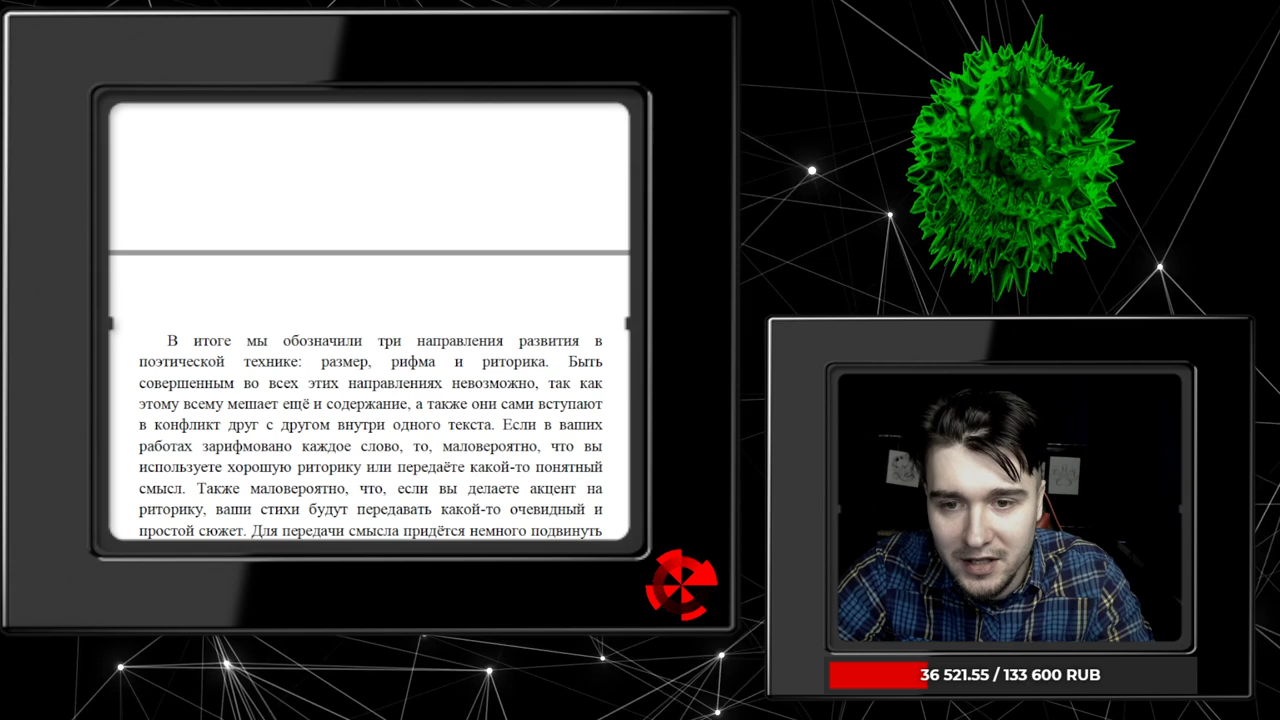 В итоге мы обозначили три направления развития в
поэтической технике: размер, рифма и риторика. Быть
совершенным во всех этих направлениях невозможно, так как
этому всему мешает ещё и содержание, а также они сами вступают
в конфликт друг с другом внутри одного текста. Если в ваших
работах зарифмовано каждое слово, то, маловероятно, что вы
используете хорошую риторику или передаёте какой-то понятный
смысл. Также маловероятно, что, если вы делаете акцент на
риторику, ваши стихи будут передавать какой-то очевидный и
простой сюжет. Для передачи смысла придётся немного подвинуть
36 521.55 / 133 600 RUB